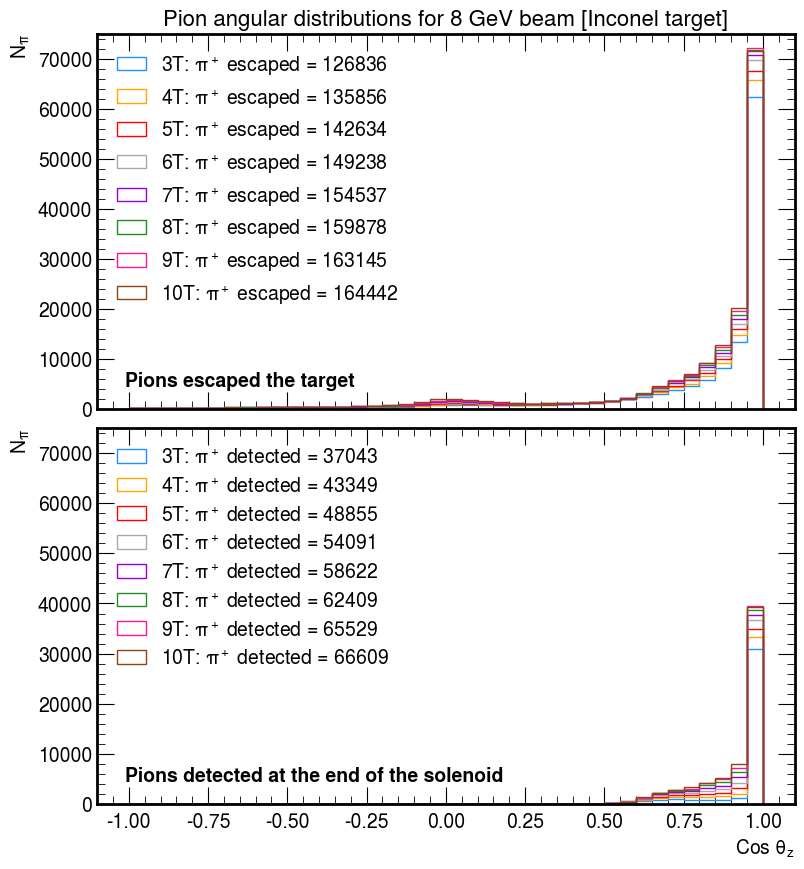 Pion angular distributions for 8 GeV beam [Inconel target]
Nπ
70000
60000
50000
40000
30000
20000
10000
0
3T: π⁺ escaped = 126836
4T: π⁺ escaped = 135856
5T: π⁺ escaped = 142634
6T: π⁺ escaped = 149238
7T: π⁺ escaped = 154537
8T: π⁺ escaped = 159878
9T: π⁺ escaped = 163145
10T: π⁺ escaped = 164442
Pions escaped the target
Nπ
70000
60000
50000
40000
30000
20000
10000
0
3T: π⁺ detected = 37043
4T: π⁺ detected = 43349
5T: π⁺ detected = 48855
6T: π⁺ detected = 54091
7T: π⁺ detected = 58622
8T: π⁺ detected = 62409
9T: π⁺ detected = 65529
10T: π⁺ detected = 66609
Pions detected at the end of the solenoid
-1.00 -0.75 -0.50 -0.25 0.00 0.25 0.50 0.75 1.00
Cos θz